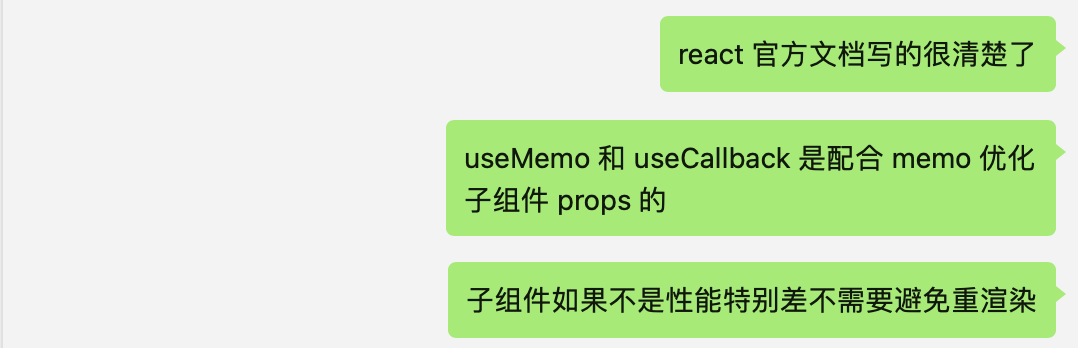 react 官方文档写的很清楚了
useMemo 和 useCallback 是配合 memo 优化
子组件 props 的
子组件如果不是性能特别差不需要避免重渲染